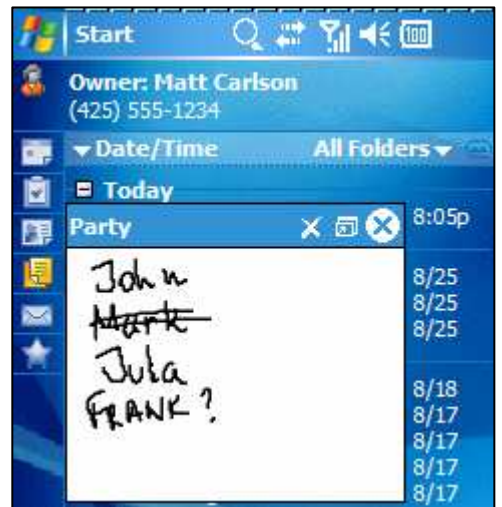 Start 100
Owner: Matt Carlson
(425) 555-1234
Date/Time All Folders
Today
Party
8:05p
John
Mark
Jula
FRANK?
8/25
8/25
8/25
8/18
8/17
8/17
8/17
8/17